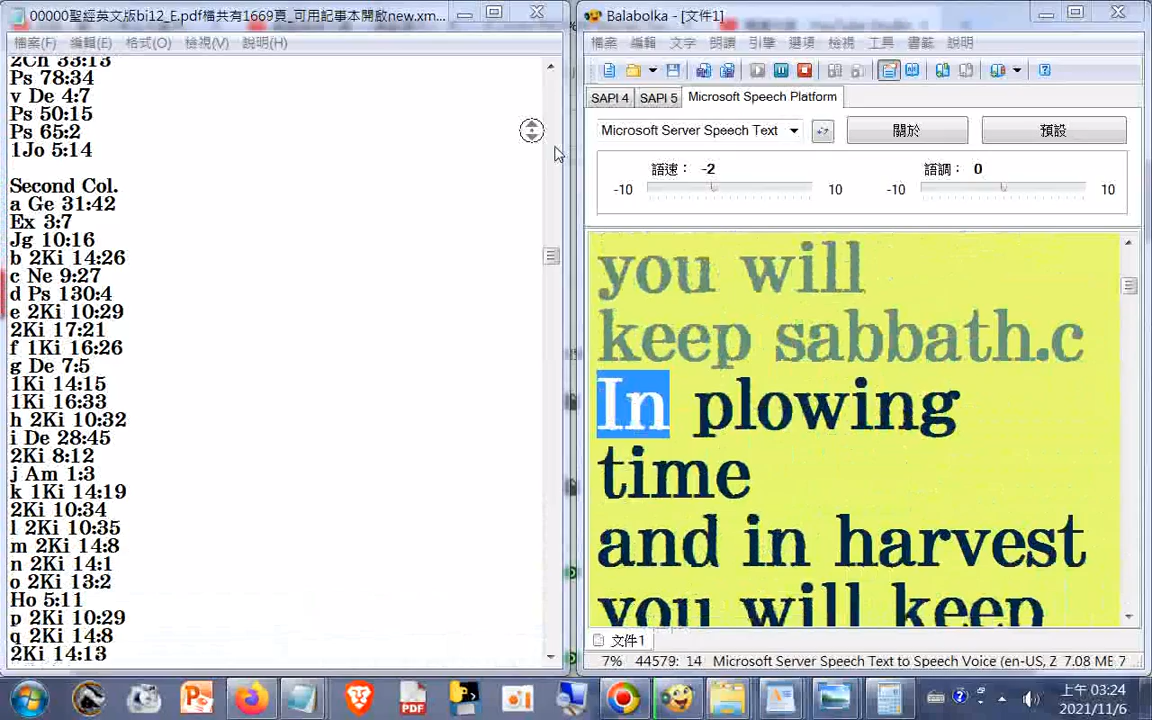 00000聖經英文版bi12_E.pdf檔共有1669頁_可用記事本開啟new.xm...
檔案(F) 編輯(E) 格式(O) 檢視(V) 說明(H)
2Ch 33:13
Ps 78:34
v De 4:7
Ps 50:15
Ps 65:2
1Jo 5:14
Second Col.
a Ge 31:42
Ex 3:7
Jg 10:16
b 2Ki 14:26
c Ne 9:27
d Ps 130:4
e 2Ki 10:29
2Ki 17:21
f 1Ki 16:26
g De 7:5
1Ki 14:15
1Ki 16:33
h 2Ki 10:32
i De 28:45
2Ki 8:12
j Am 1:3
k 1Ki 14:19
2Ki 10:34
l 2Ki 10:35
m 2Ki 14:8
n 2Ki 14:1
o 2Ki 13:2
Ho 5:11
p 2Ki 10:29
q 2Ki 14:8
2Ki 14:13
Balabolka - [文件1]
檔案 編輯 文字 朗讀 引擎 選項 檢視 工具 書籤 說明
SAPI 4 SAPI 5 Microsoft Speech Platform
Microsoft Server Speech Text 關於 預設
語速： -2 語調： 0
-10 10 -10 10
you will
keep sabbath.c
In plowing
time
and in harvest
you will keep
文件1
7% 44579: 14 Microsoft Server Speech Text to Speech Voice (en-US, Z 7.08 ME 7
上午 03:24
2021/11/6